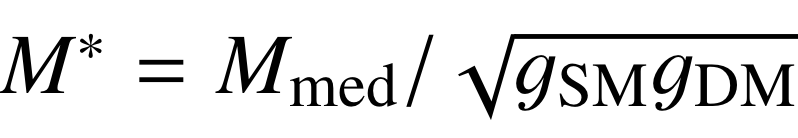 M* = M_med / √(g_SM g_DM)